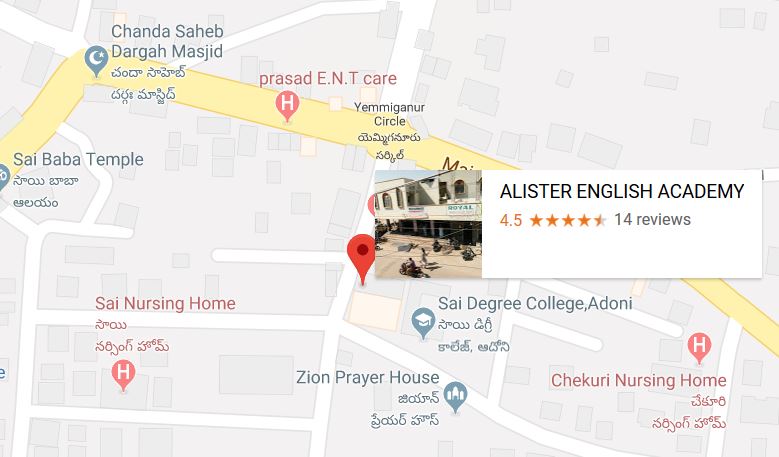 Chanda Saheb
Dargah Masjid
చందా సాహెబ్
దర్గః మాస్జిద్
prasad E.N.T care
H
Yemmiganur
Circle
యెమ్మిగనూరు
సర్కిల్
Sai Baba Temple
సాయి బాబా
ఆలయం
ROYAL
ALISTER ENGLISH ACADEMY
4.5 14 reviews
Sai Nursing Home
సాయి
నర్సింగ్ హోమ్
H
Sai Degree College,Adoni
సాయి డిగ్రీ
కాలేజ్, ఆదోని
Zion Prayer House
జియాన్
ప్రేయర్ హౌస్
H
Chekuri Nursing Home
చేకూరి
నర్సింగ్ హోమ్